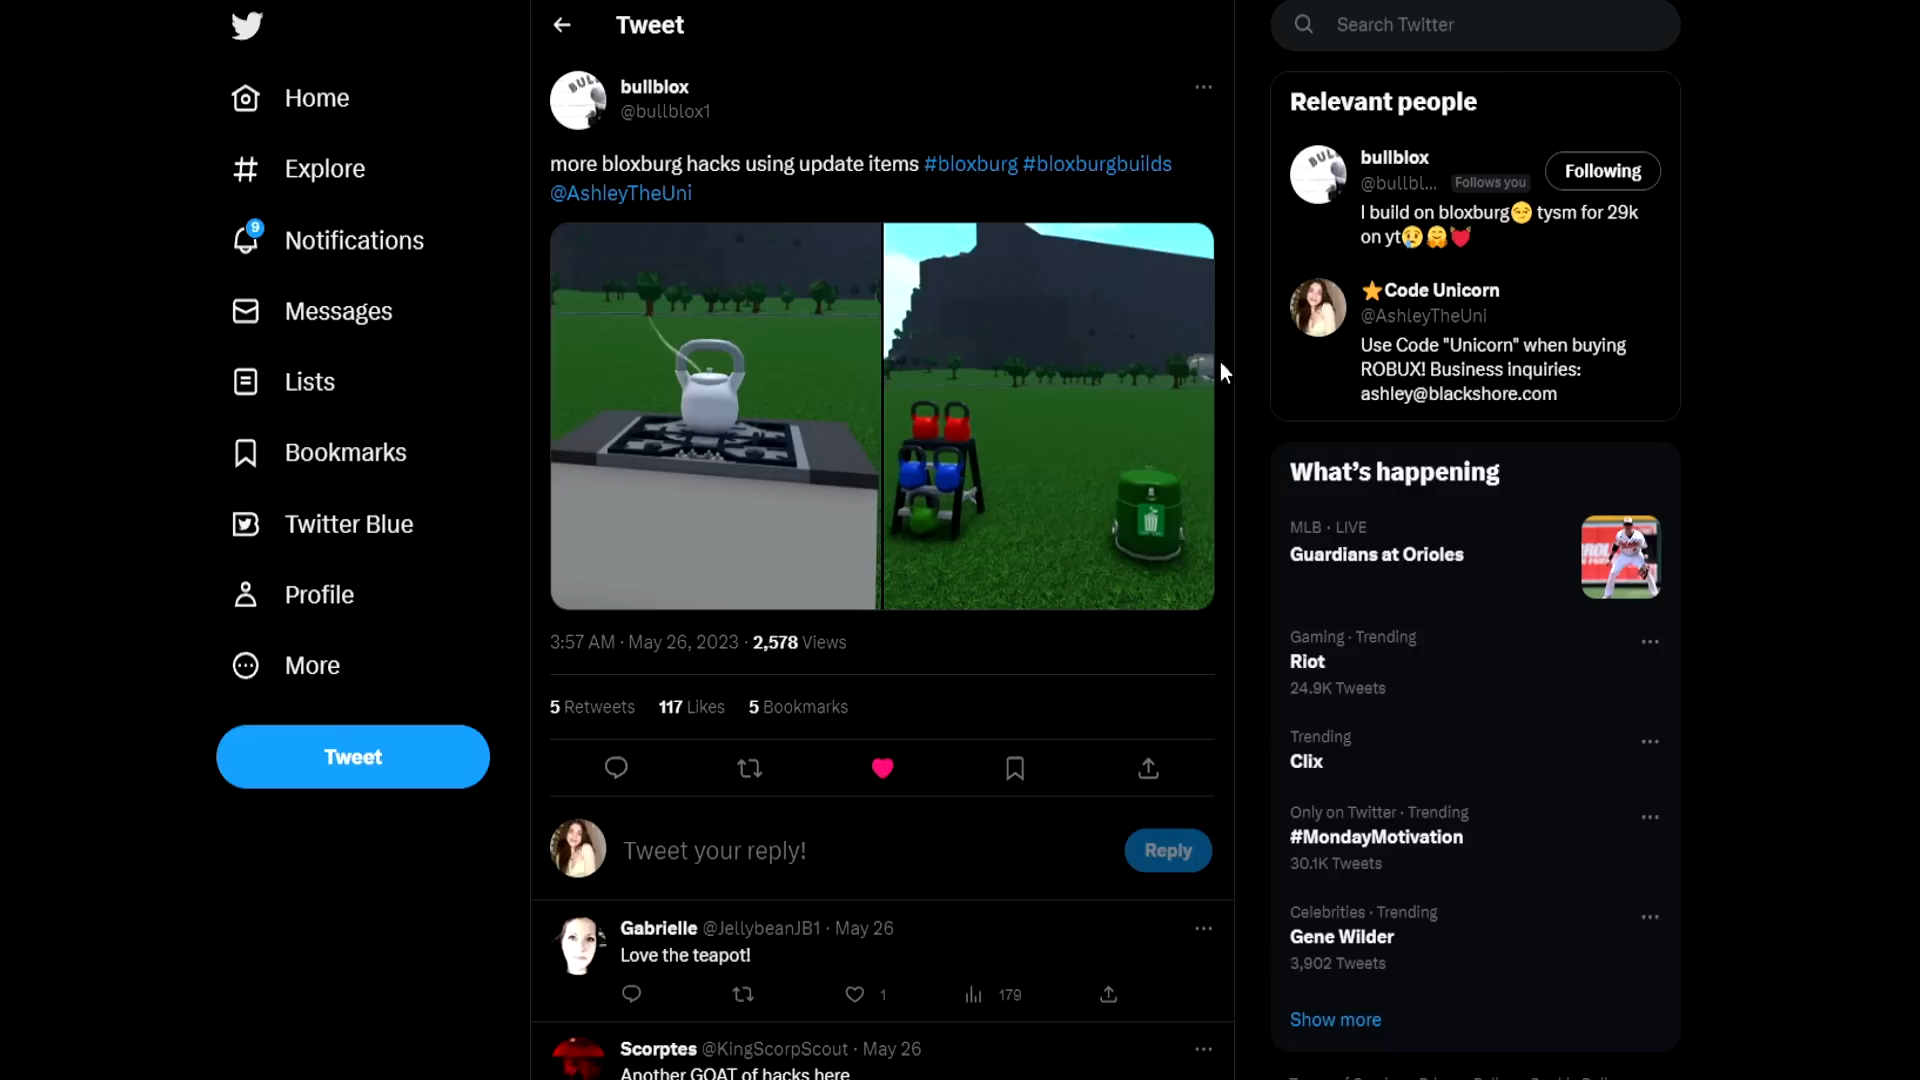 Home
Explore
9
Notifications
Messages
Lists
Bookmarks
Twitter Blue
Profile
More
Tweet
Tweet
bullblox
@bullblox1
more bloxburg hacks using update items #bloxburg #bloxburgbuilds
@AshleyTheUni
3:57 AM · May 26, 2023 · 2,578 Views
5 Retweets 117 Likes 5 Bookmarks
Tweet your reply!
Reply
Gabrielle @JellybeanJB1 · May 26
Love the teapot!
1 179
Scorptes @KingScorpScout · May 26
Another GOAT of hacks here
Search Twitter
Relevant people
bullblox
@bullbl... Follows you
Following
I build on bloxburg😏 tysm for 29k
on yt😢🤗💓
⭐Code Unicorn
@AshleyTheUni
Use Code "Unicorn" when buying
ROBUX! Business inquiries:
ashley@blackshore.com
What's happening
MLB · LIVE
Guardians at Orioles
Gaming · Trending
Riot
24.9K Tweets
Trending
Clix
Only on Twitter · Trending
#MondayMotivation
30.1K Tweets
Celebrities · Trending
Gene Wilder
3,902 Tweets
Show more